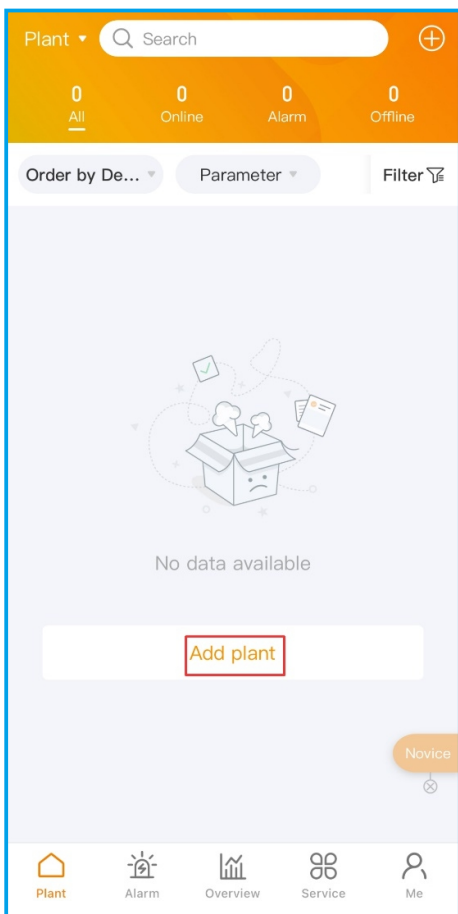 Plant Search
0 0 0 0
All Online Alarm Offline
Order by De... Parameter Filter
No data available
Add plant
Novice
Plant Alarm Overview Service Me